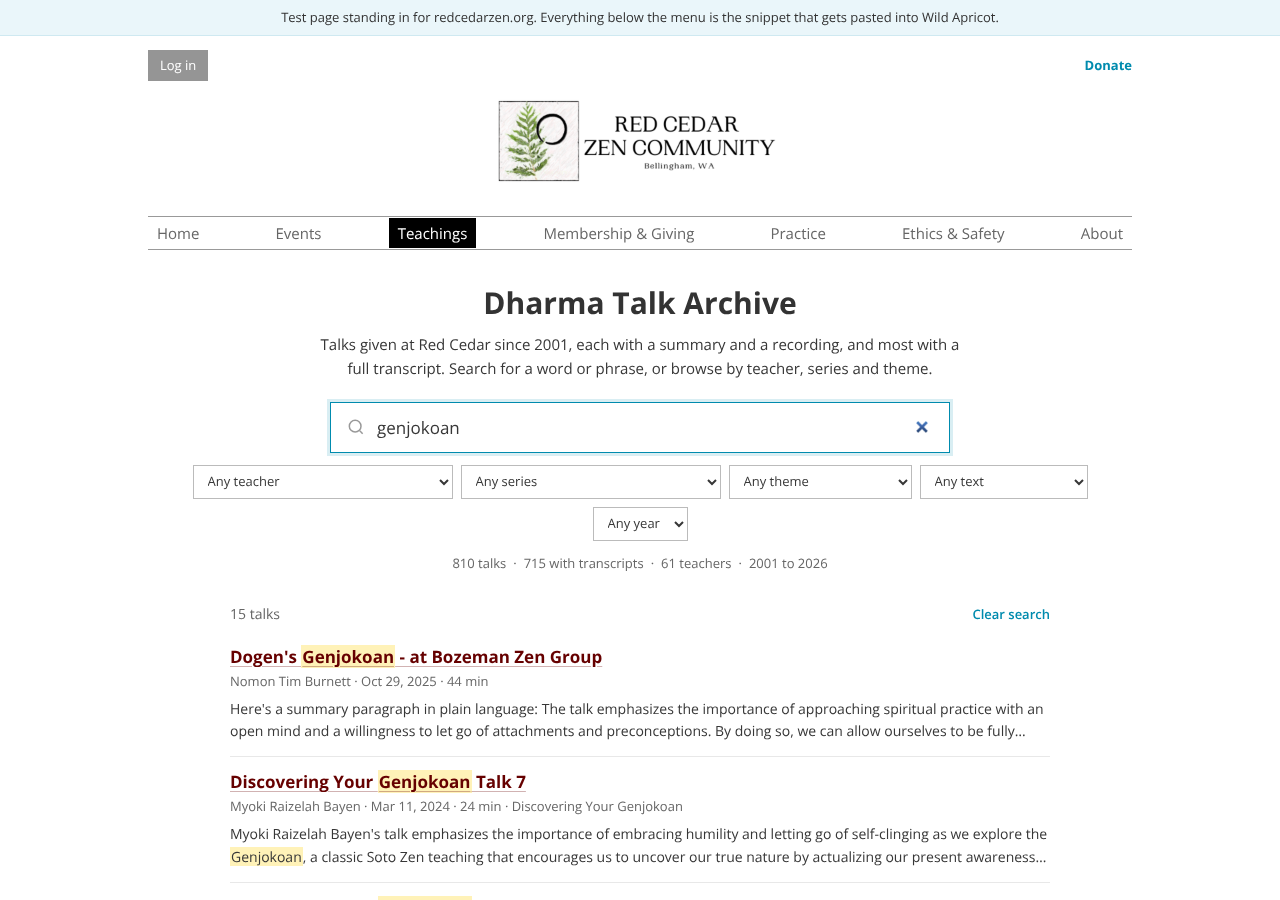 Test page standing in for redcedarzen.org. Everything below the menu is the snippet that gets pasted into Wild Apricot.
Log in
Donate
RED CEDAR
ZEN COMMUNITY
Bellingham, WA
Home Events Teachings Membership & Giving Practice Ethics & Safety About
Dharma Talk Archive
Talks given at Red Cedar since 2001, each with a summary and a recording, and most with a
full transcript. Search for a word or phrase, or browse by teacher, series and theme.
genjokoan
Any teacher Any series Any theme Any text
Any year
810 talks · 715 with transcripts · 61 teachers · 2001 to 2026
15 talks
Clear search
Dogen's Genjokoan - at Bozeman Zen Group
Nomon Tim Burnett · Oct 29, 2025 · 44 min
Here's a summary paragraph in plain language: The talk emphasizes the importance of approaching spiritual practice with an
open mind and a willingness to let go of attachments and preconceptions. By doing so, we can allow ourselves to be fully…
Discovering Your Genjokoan Talk 7
Myoki Raizelah Bayen · Mar 11, 2024 · 24 min · Discovering Your Genjokoan
Myoki Raizelah Bayen's talk emphasizes the importance of embracing humility and letting go of self-clinging as we explore the
Genjokoan, a classic Soto Zen teaching that encourages us to uncover our true nature by actualizing our present awareness…